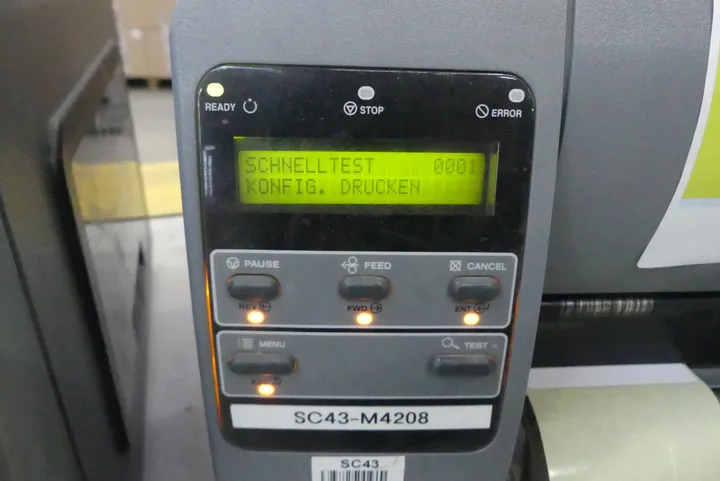 READY
STOP
ERROR
SCHNELLTEST 0001
KONFIG. DRUCKEN
PAUSE
FEED
CANCEL
REV
FWD
ENT
MENU
TEST
SC43-M4208
SC43